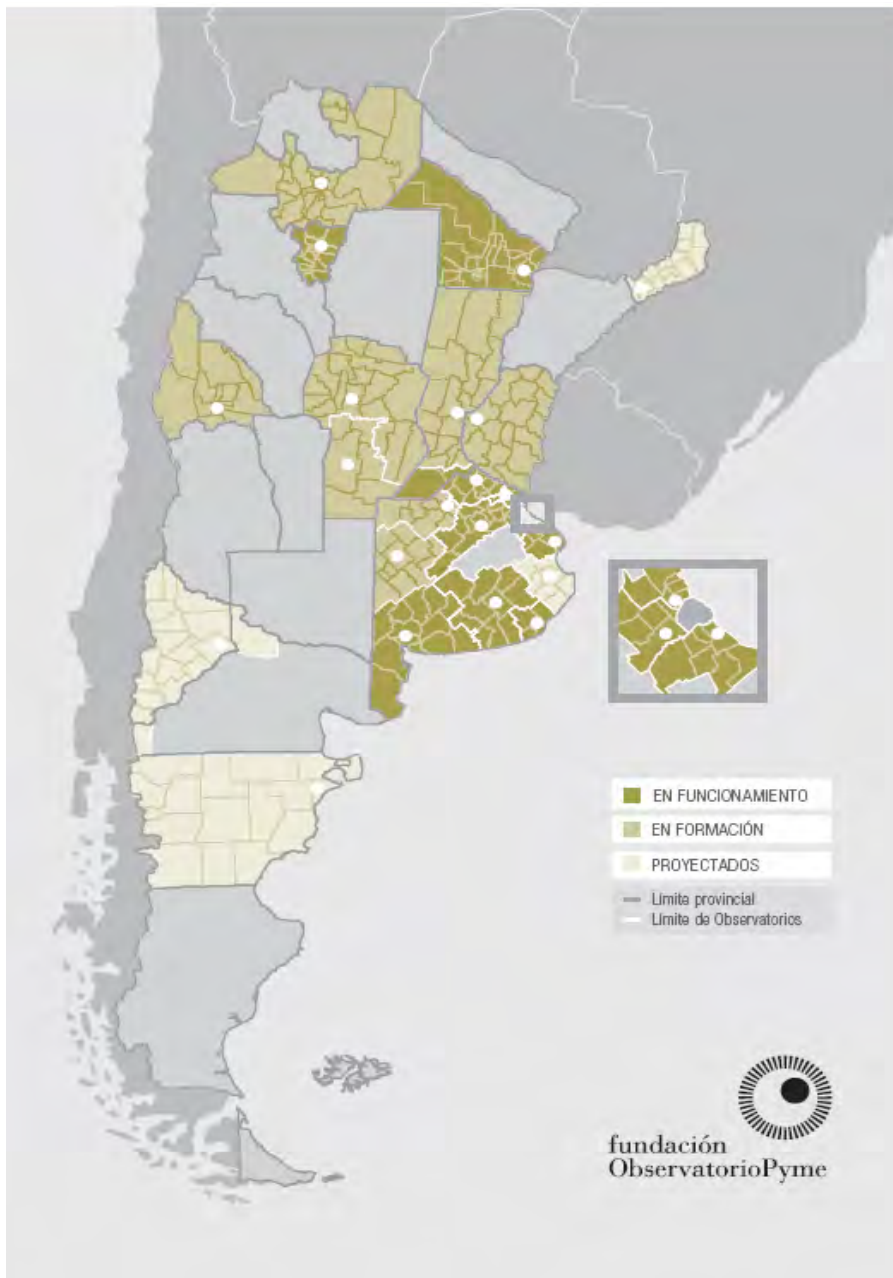 EN FUNCIONAMIENTO
EN FORMACIÓN
PROYECTADOS
Límite provincial
Límite de Observatorios
fundación
ObservatorioPyme